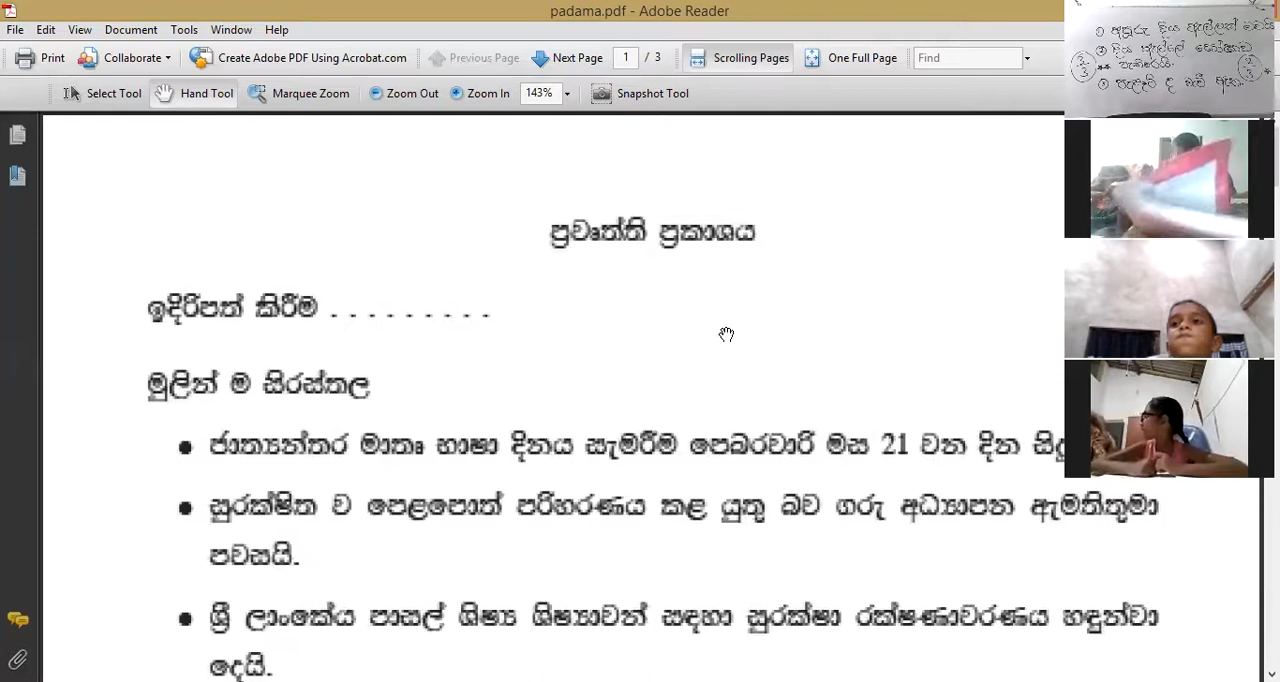 padama.pdf - Adobe Reader
File Edit View Document Tools Window Help
Print Collaborate Create Adobe PDF Using Acrobat.com Previous Page Next Page 1 / 3 Scrolling Pages One Full Page Find
Select Tool Hand Tool Marquee Zoom Zoom Out Zoom In 143% Snapshot Tool
ප්‍රවෘත්ති ප්‍රකාශය
ඉදිරිපත් කිරීම . . . . . . . . .
මුලින් ම සිරස්තල
● ජාත්‍යන්තර මාතෘ භාෂා දිනය සැමරීම පෙබරවාරි මස 21 වන දින
● සුරක්ෂිත ව පෙළපොත් පරිහරණය කළ යුතු බව ගරු අධ්‍යාපන ඇමතිතුමා
පවසයි.
● ශ්‍රී ලාංකේය පාසල් ශිෂ්‍ය ශිෂ්‍යාවන් සඳහා සුරක්ෂා රක්ෂණාවරණය හඳුන්වා
දෙයි.